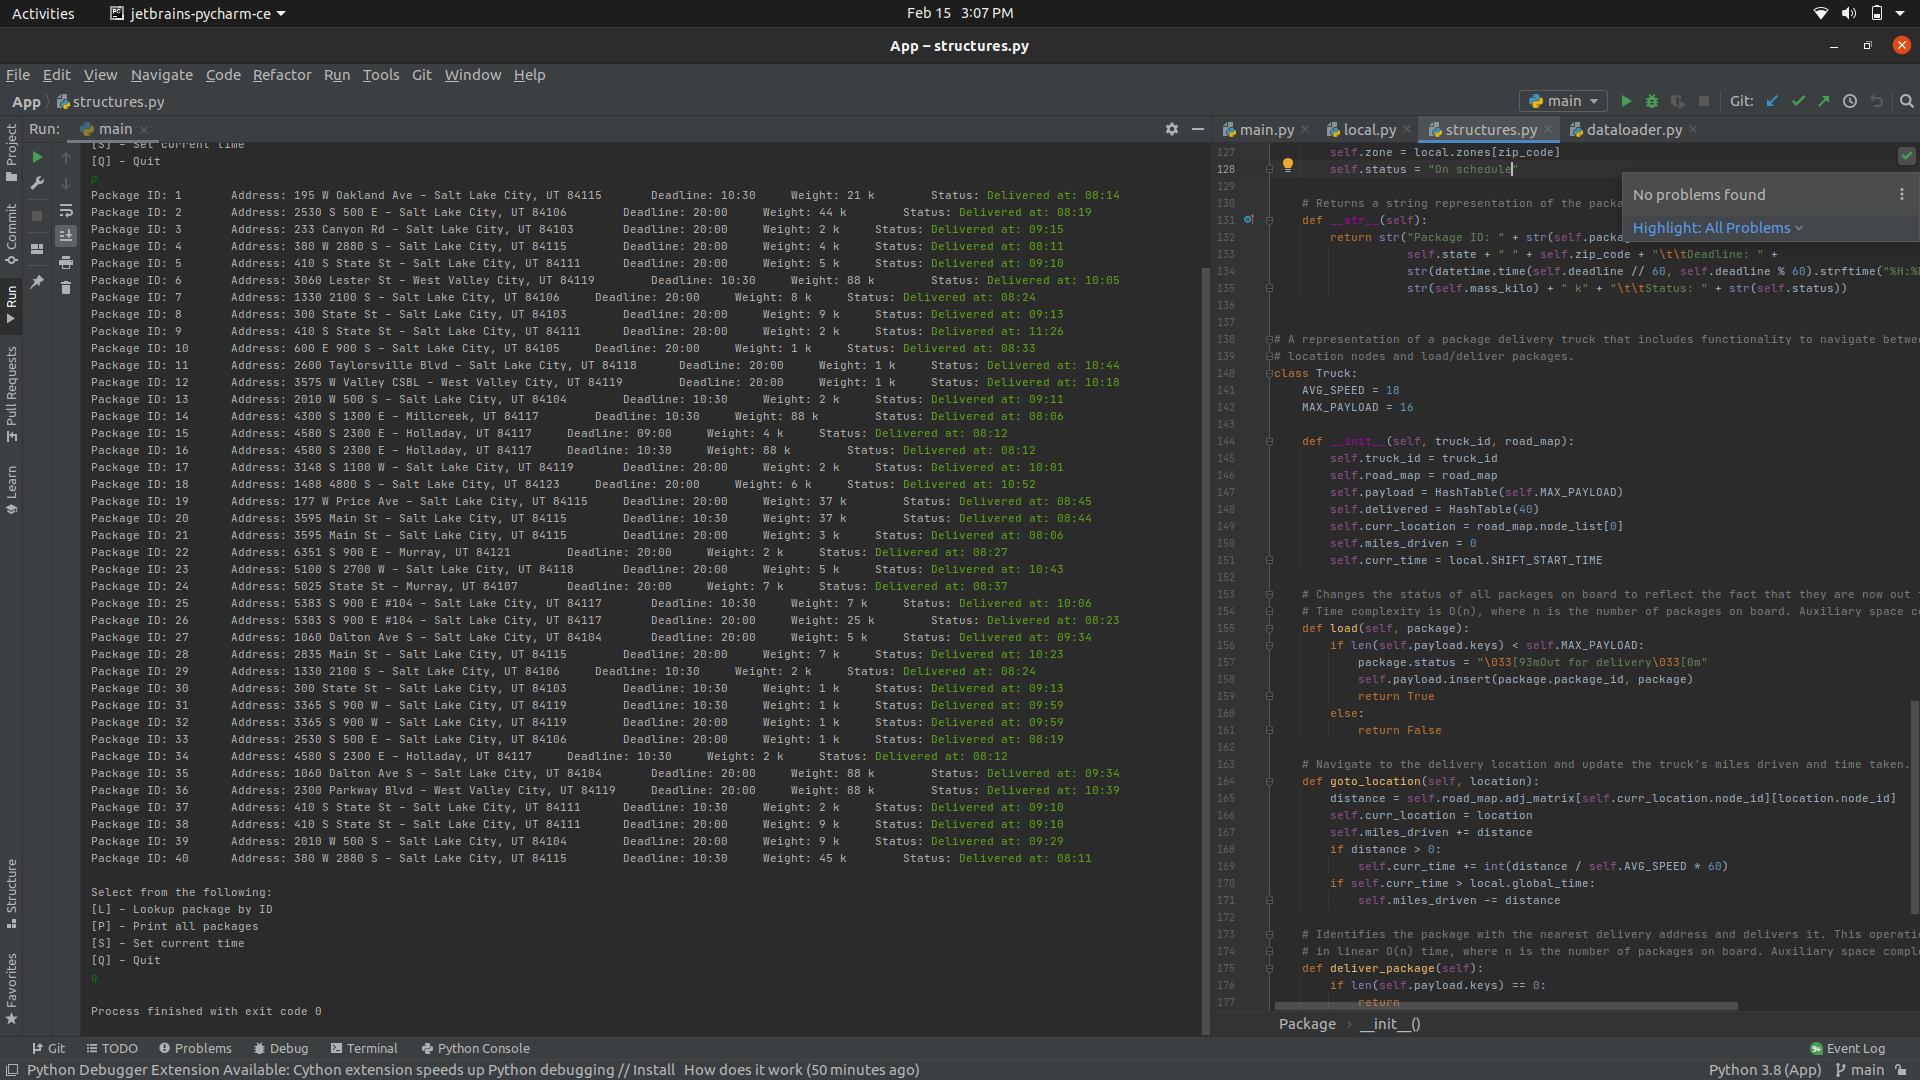 Activities
jetbrains-pycharm-ce
Feb 15 3:07 PM
App – structures.py
File Edit View Navigate Code Refactor Run Tools Git Window Help
App structures.py
main
Git:
Run: main
main.py local.py structures.py dataloader.py
Project
Commit
Run
Pull Requests
Learn
Structure
Favorites
[S] - Set current time
[Q] - Quit
p
Package ID: 1 Address: 195 W Oakland Ave - Salt Lake City, UT 84115 Deadline: 10:30 Weight: 21 k Status: Delivered at: 08:14
Package ID: 2 Address: 2530 S 500 E - Salt Lake City, UT 84106 Deadline: 20:00 Weight: 44 k Status: Delivered at: 08:19
Package ID: 3 Address: 233 Canyon Rd - Salt Lake City, UT 84103 Deadline: 20:00 Weight: 2 k Status: Delivered at: 09:15
Package ID: 4 Address: 380 W 2880 S - Salt Lake City, UT 84115 Deadline: 20:00 Weight: 4 k Status: Delivered at: 08:11
Package ID: 5 Address: 410 S State St - Salt Lake City, UT 84111 Deadline: 20:00 Weight: 5 k Status: Delivered at: 09:10
Package ID: 6 Address: 3060 Lester St - West Valley City, UT 84119 Deadline: 10:30 Weight: 88 k Status: Delivered at: 10:05
Package ID: 7 Address: 1330 2100 S - Salt Lake City, UT 84106 Deadline: 20:00 Weight: 8 k Status: Delivered at: 08:24
Package ID: 8 Address: 300 State St - Salt Lake City, UT 84103 Deadline: 20:00 Weight: 9 k Status: Delivered at: 09:13
Package ID: 9 Address: 410 S State St - Salt Lake City, UT 84111 Deadline: 20:00 Weight: 2 k Status: Delivered at: 11:26
Package ID: 10 Address: 600 E 900 S - Salt Lake City, UT 84105 Deadline: 20:00 Weight: 1 k Status: Delivered at: 08:33
Package ID: 11 Address: 2600 Taylorsville Blvd - Salt Lake City, UT 84118 Deadline: 20:00 Weight: 1 k Status: Delivered at: 10:44
Package ID: 12 Address: 3575 W Valley CSBL - West Valley City, UT 84119 Deadline: 20:00 Weight: 1 k Status: Delivered at: 10:18
Package ID: 13 Address: 2010 W 500 S - Salt Lake City, UT 84104 Deadline: 10:30 Weight: 2 k Status: Delivered at: 09:11
Package ID: 14 Address: 4300 S 1300 E - Millcreek, UT 84117 Deadline: 10:30 Weight: 88 k Status: Delivered at: 08:06
Package ID: 15 Address: 4580 S 2300 E - Holladay, UT 84117 Deadline: 09:00 Weight: 4 k Status: Delivered at: 08:12
Package ID: 16 Address: 4580 S 2300 E - Holladay, UT 84117 Deadline: 10:30 Weight: 88 k Status: Delivered at: 08:12
Package ID: 17 Address: 3148 S 1100 W - Salt Lake City, UT 84119 Deadline: 20:00 Weight: 2 k Status: Delivered at: 10:01
Package ID: 18 Address: 1488 4800 S - Salt Lake City, UT 84123 Deadline: 20:00 Weight: 6 k Status: Delivered at: 10:52
Package ID: 19 Address: 177 W Price Ave - Salt Lake City, UT 84115 Deadline: 20:00 Weight: 37 k Status: Delivered at: 08:45
Package ID: 20 Address: 3595 Main St - Salt Lake City, UT 84115 Deadline: 10:30 Weight: 37 k Status: Delivered at: 08:44
Package ID: 21 Address: 3595 Main St - Salt Lake City, UT 84115 Deadline: 20:00 Weight: 3 k Status: Delivered at: 08:06
Package ID: 22 Address: 6351 S 900 E - Murray, UT 84121 Deadline: 20:00 Weight: 2 k Status: Delivered at: 08:27
Package ID: 23 Address: 5100 S 2700 W - Salt Lake City, UT 84118 Deadline: 20:00 Weight: 5 k Status: Delivered at: 10:43
Package ID: 24 Address: 5025 State St - Murray, UT 84107 Deadline: 20:00 Weight: 7 k Status: Delivered at: 08:37
Package ID: 25 Address: 5383 S 900 E #104 - Salt Lake City, UT 84117 Deadline: 10:30 Weight: 7 k Status: Delivered at: 10:06
Package ID: 26 Address: 5383 S 900 E #104 - Salt Lake City, UT 84117 Deadline: 20:00 Weight: 25 k Status: Delivered at: 08:23
Package ID: 27 Address: 1060 Dalton Ave S - Salt Lake City, UT 84104 Deadline: 20:00 Weight: 5 k Status: Delivered at: 09:34
Package ID: 28 Address: 2835 Main St - Salt Lake City, UT 84115 Deadline: 20:00 Weight: 7 k Status: Delivered at: 10:23
Package ID: 29 Address: 1330 2100 S - Salt Lake City, UT 84106 Deadline: 10:30 Weight: 2 k Status: Delivered at: 08:24
Package ID: 30 Address: 300 State St - Salt Lake City, UT 84103 Deadline: 10:30 Weight: 1 k Status: Delivered at: 09:13
Package ID: 31 Address: 3365 S 900 W - Salt Lake City, UT 84119 Deadline: 10:30 Weight: 1 k Status: Delivered at: 09:59
Package ID: 32 Address: 3365 S 900 W - Salt Lake City, UT 84119 Deadline: 20:00 Weight: 1 k Status: Delivered at: 09:59
Package ID: 33 Address: 2530 S 500 E - Salt Lake City, UT 84106 Deadline: 20:00 Weight: 1 k Status: Delivered at: 08:19
Package ID: 34 Address: 4580 S 2300 E - Holladay, UT 84117 Deadline: 10:30 Weight: 2 k Status: Delivered at: 08:12
Package ID: 35 Address: 1060 Dalton Ave S - Salt Lake City, UT 84104 Deadline: 20:00 Weight: 88 k Status: Delivered at: 09:34
Package ID: 36 Address: 2300 Parkway Blvd - West Valley City, UT 84119 Deadline: 20:00 Weight: 88 k Status: Delivered at: 10:39
Package ID: 37 Address: 410 S State St - Salt Lake City, UT 84111 Deadline: 10:30 Weight: 2 k Status: Delivered at: 09:10
Package ID: 38 Address: 410 S State St - Salt Lake City, UT 84111 Deadline: 20:00 Weight: 9 k Status: Delivered at: 09:10
Package ID: 39 Address: 2010 W 500 S - Salt Lake City, UT 84104 Deadline: 20:00 Weight: 9 k Status: Delivered at: 09:29
Package ID: 40 Address: 380 W 2880 S - Salt Lake City, UT 84115 Deadline: 10:30 Weight: 45 k Status: Delivered at: 08:11
Select from the following:
[L] - Lookup package by ID
[P] - Print all packages
[S] - Set current time
[Q] - Quit
q
Process finished with exit code 0
127 self.zone = local.zones[zip_code]
128 self.status = "On schedule"
129
130 # Returns a string representation of the packa
131 def __str__(self):
132 return str("Package ID: " + str(self.packa
133 self.state + " " + self.zip_code + "\t\tDeadline: " +
134 str(datetime.time(self.deadline // 60, self.deadline % 60).strftime("%H:%
135 str(self.mass_kilo) + " k" + "\t\tStatus: " + str(self.status))
136
137
138 # A representation of a package delivery truck that includes functionality to navigate betwe
139 # location nodes and load/deliver packages.
140 class Truck:
141 AVG_SPEED = 18
142 MAX_PAYLOAD = 16
143
144 def __init__(self, truck_id, road_map):
145 self.truck_id = truck_id
146 self.road_map = road_map
147 self.payload = HashTable(self.MAX_PAYLOAD)
148 self.delivered = HashTable(40)
149 self.curr_location = road_map.node_list[0]
150 self.miles_driven = 0
151 self.curr_time = local.SHIFT_START_TIME
152
153 # Changes the status of all packages on board to reflect the fact that they are now out
154 # Time complexity is O(n), where n is the number of packages on board. Auxiliary space c
155 def load(self, package):
156 if len(self.payload.keys) < self.MAX_PAYLOAD:
157 package.status = "\033[93mOut for delivery\033[0m"
158 self.payload.insert(package.package_id, package)
159 return True
160 else:
161 return False
162
163 # Navigate to the delivery location and update the truck's miles driven and time taken.
164 def goto_location(self, location):
165 distance = self.road_map.adj_matrix[self.curr_location.node_id][location.node_id]
166 self.curr_location = location
167 self.miles_driven += distance
168 if distance > 0:
169 self.curr_time += int(distance / self.AVG_SPEED * 60)
170 if self.curr_time > local.global_time:
171 self.miles_driven -= distance
172
173 # Identifies the package with the nearest delivery address and delivers it. This operati
174 # in linear O(n) time, where n is the number of packages on board. Auxiliary space compl
175 def deliver_package(self):
176 if len(self.payload.keys) == 0:
177 return
No problems found
Highlight: All Problems
Package › __init__()
Git TODO Problems Debug Terminal Python Console
9+ Event Log
Python Debugger Extension Available: Cython extension speeds up Python debugging // Install How does it work (50 minutes ago)
Python 3.8 (App) main